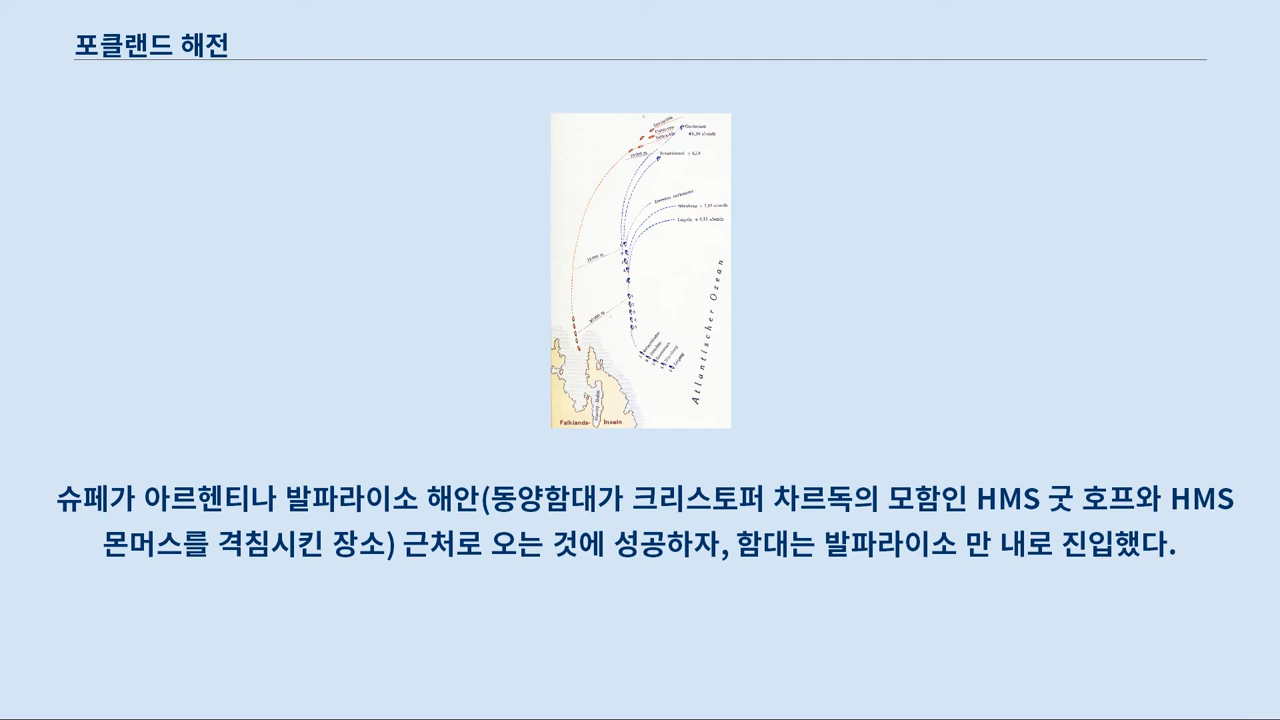 포클랜드 해전
10 000 m
Atlantischer Ozean
Falklands- Inseln
슈페가 아르헨티나 발파라이소 해안(동양함대가 크리스토퍼 차르독의 모함인 HMS 굿 호프와 HMS
몬머스를 격침시킨 장소) 근처로 오는 것에 성공하자, 함대는 발파라이소 만 내로 진입했다.